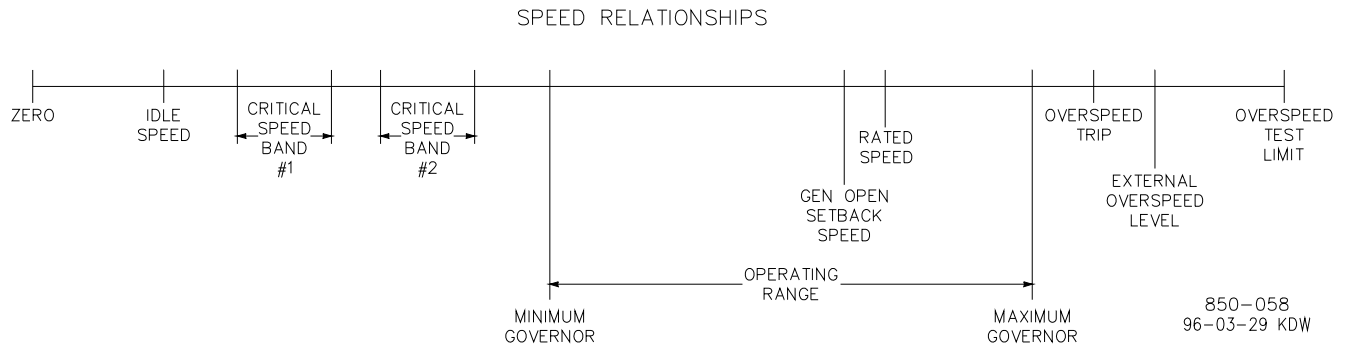 SPEED RELATIONSHIPS
ZERO
IDLE
SPEED
CRITICAL
SPEED
BAND
#1
CRITICAL
SPEED
BAND
#2
RATED
SPEED
OVERSPEED
TRIP
OVERSPEED
TEST
LIMIT
GEN OPEN
SETBACK
SPEED
EXTERNAL
OVERSPEED
LEVEL
OPERATING
RANGE
MINIMUM
GOVERNOR
MAXIMUM
GOVERNOR
850-058
96-03-29 KDW